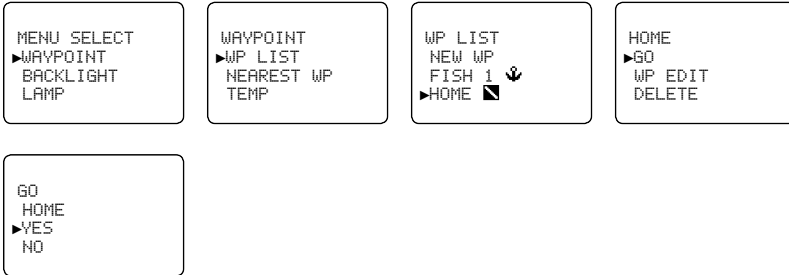 MENU SELECT
►WAYPOINT
BACKLIGHT
LAMP
WAYPOINT
►WP LIST
NEAREST WP
TEMP
WP LIST
NEW WP
FISH 1
►HOME
HOME
►GO
WP EDIT
DELETE
GO
HOME
►YES
NO